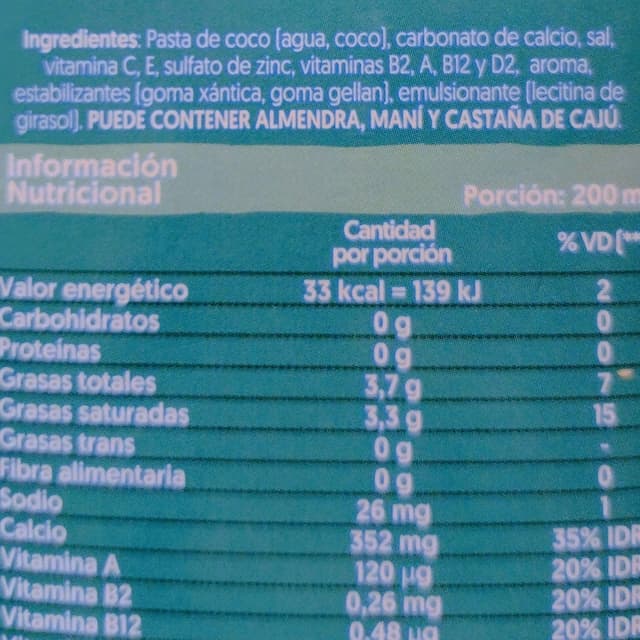 Ingredientes: Pasta de coco (agua, coco), carbonato de calcio, sal,
vitamina C, E, sulfato de zinc, vitaminas B2, A, B12 y D2, aroma,
estabilizantes (goma xántica, goma gellan), emulsionante (lecitina de
girasol). PUEDE CONTENER ALMENDRA, MANÍ Y CASTAÑA DE CAJÚ.
Información
Nutricional
Porción: 200 m
Cantidad
por porción
% VD (**
Valor energético 33 kcal = 139 kJ 2
Carbohidratos 0 g 0
Proteínas 0 g 0
Grasas totales 3,7 g 7
Grasas saturadas 3,3 g 15
Grasas trans 0 g -
Fibra alimentaria 0 g 0
Sodio 26 mg 1
Calcio 352 mg 35% IDR
Vitamina A 120 µg 20% IDR
Vitamina B2 0,26 mg 20% IDR
Vitamina B12 0,48 µg 20% IDR